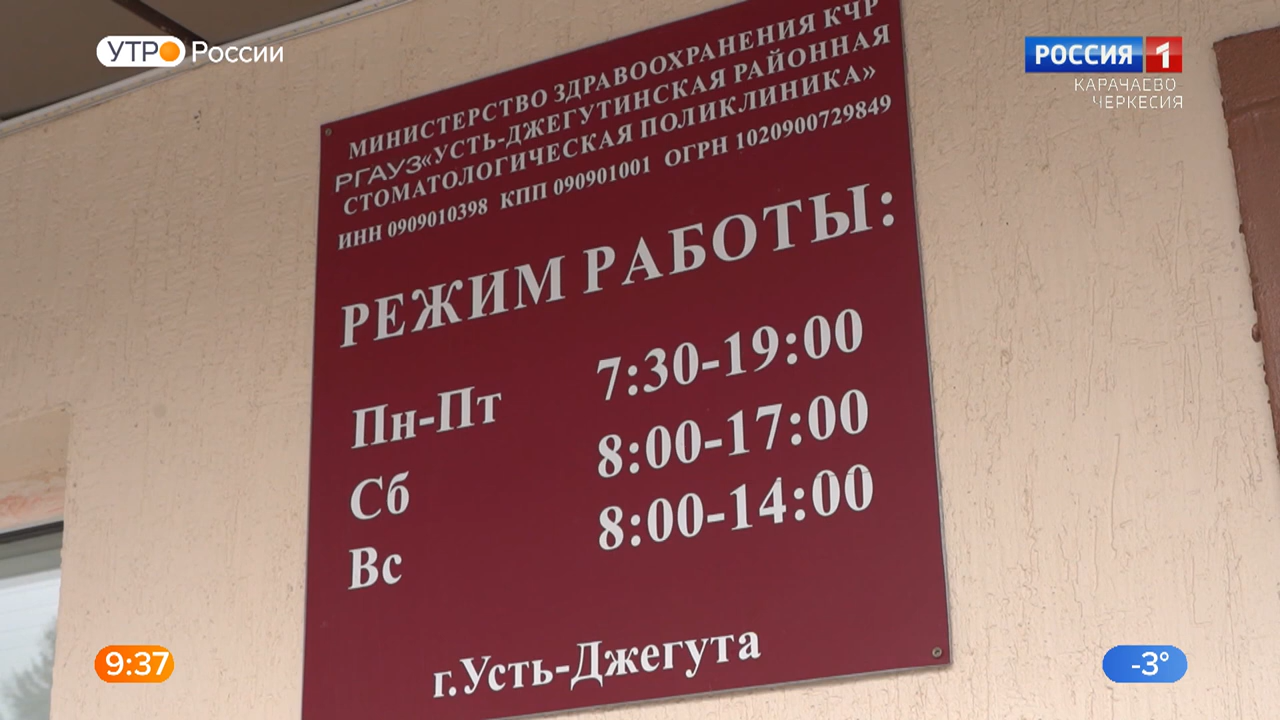 УТРО России
РОССИЯ 1
КАРАЧАЕВО
ЧЕРКЕСИЯ
МИНИСТЕРСТВО ЗДРАВООХРАНЕНИЯ КЧР
РГАУЗ«УСТЬ-ДЖЕГУТИНСКАЯ РАЙОННАЯ
СТОМАТОЛОГИЧЕСКАЯ ПОЛИКЛИНИКА»
ИНН 0909010398 КПП 090901001 ОГРН 1020900729849
РЕЖИМ РАБОТЫ:
Пн-Пт 7:30-19:00
Сб 8:00-17:00
Вс 8:00-14:00
г.Усть-Джегута
9:37
-3°